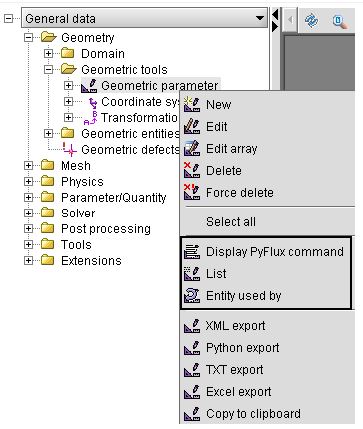 General data
Geometry
Domain
Geometric tools
Geometric parameter
Coordinate sy
Transformatio
Geometric entities
Geometric defects
Mesh
Physics
Parameter/Quantity
Solver
Post processing
Tools
Extensions
New
Edit
Edit array
Delete
Force delete
Select all
Display PyFlux command
List
Entity used by
XML export
Python export
TXT export
Excel export
Copy to clipboard